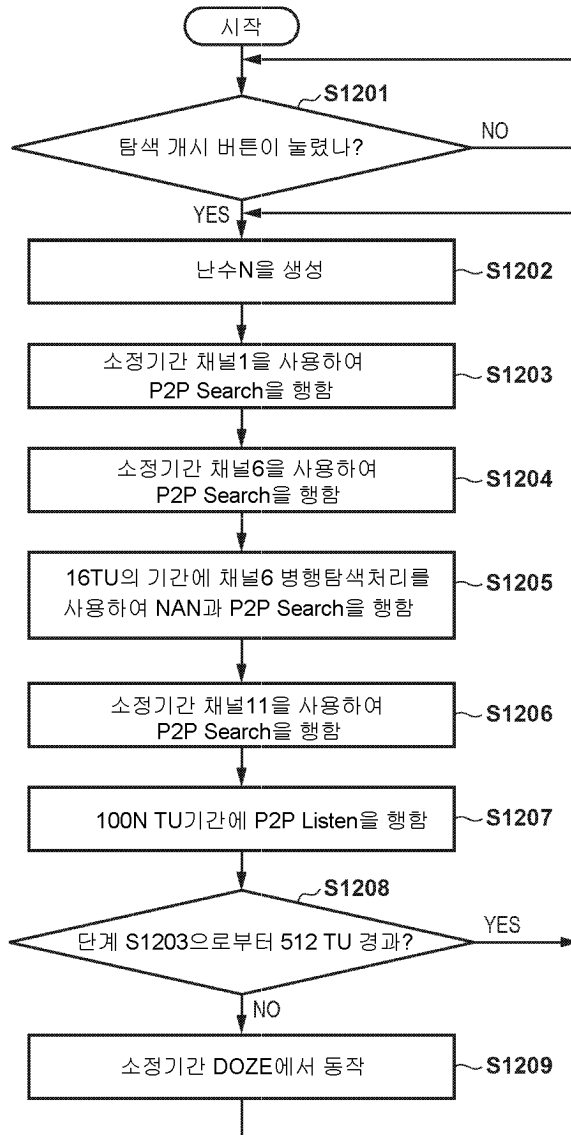 시작
S1201
탐색 개시 버튼이 눌렸나?
NO
YES
난수N을 생성
S1202
소정기간 채널1을 사용하여
P2P Search을 행함
S1203
소정기간 채널6을 사용하여
P2P Search을 행함
S1204
16TU의 기간에 채널6 병행탐색처리를
사용하여 NAN과 P2P Search을 행함
S1205
소정기간 채널11을 사용하여
P2P Search을 행함
S1206
100N TU기간에 P2P Listen을 행함
S1207
S1208
단계 S1203으로부터 512 TU 경과?
YES
NO
소정기간 DOZE에서 동작
S1209